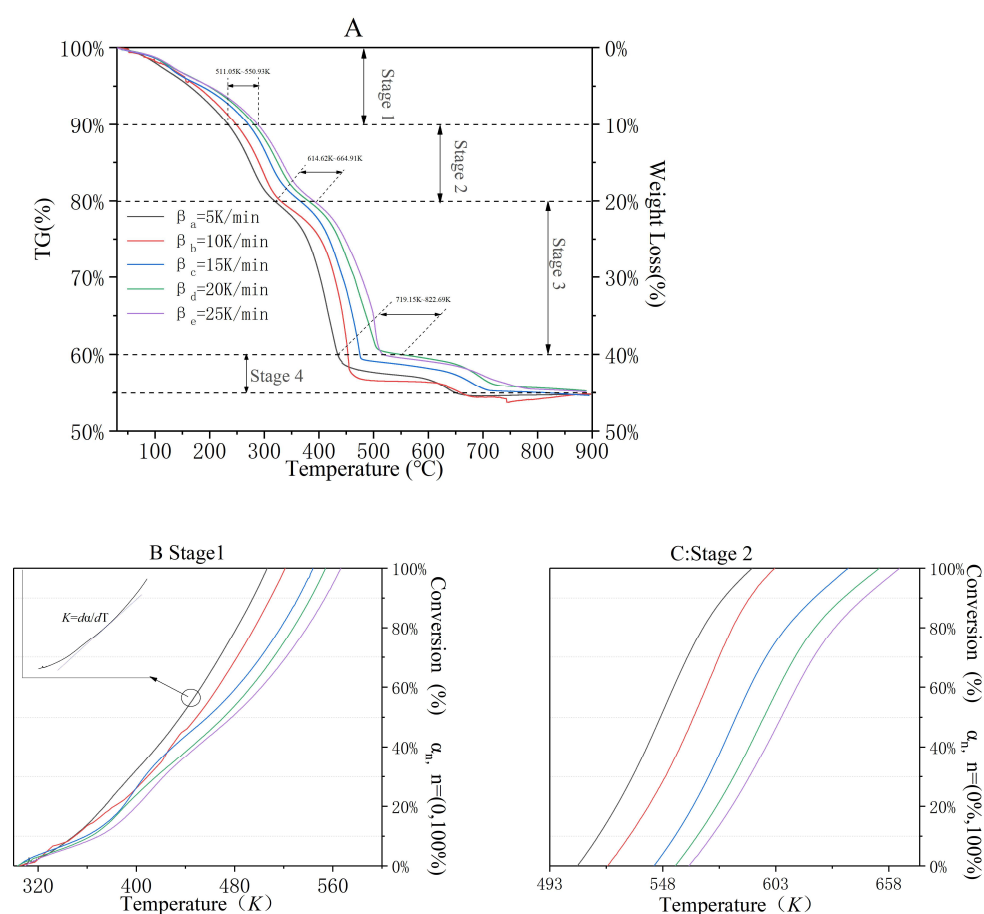 A
100%
90%
80%
70%
60%
50%
TG(%)
0%
10%
20%
30%
40%
50%
Weight Loss(%)
511.05K~550.93K
Stage 1
614.62K~664.91K
Stage 2
Stage 3
719.15K~822.69K
Stage 4
βa=5K/min
βb=10K/min
βc=15K/min
βd=20K/min
βe=25K/min
100 200 300 400 500 600 700 800 900
Temperature (℃)
B Stage1
K=dα/dT
100%
80%
60%
40%
20%
0%
Conversion (%) αn, n=(0,100%)
320 400 480 560
Temperature (K)
C:Stage 2
100%
80%
60%
40%
20%
0%
Conversion (%) αn, n=(0%,100%)
493 548 603 658
Temperature (K)